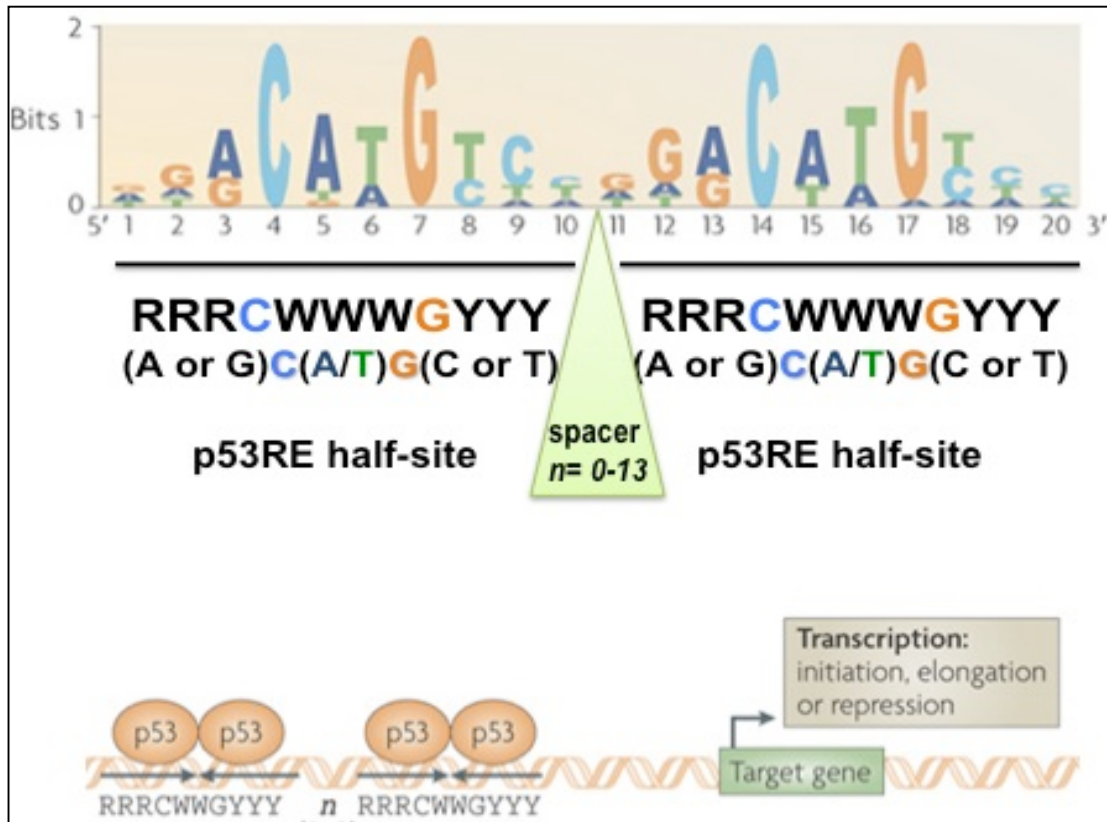 2
Bits 1
0
5' 1 2 3 4 5 6 7 8 9 10 11 12 13 14 15 16 17 18 19 20 3'
RRRCWWWGYYY RRRCWWWGYYY
(A or G)C(A/T)G(C or T) (A or G)C(A/T)G(C or T)
spacer
n= 0-13
p53RE half-site p53RE half-site
Transcription:
initiation, elongation
or repression
p53 p53 p53 p53
Target gene
RRRCWWGYYY n RRRCWWGYYY